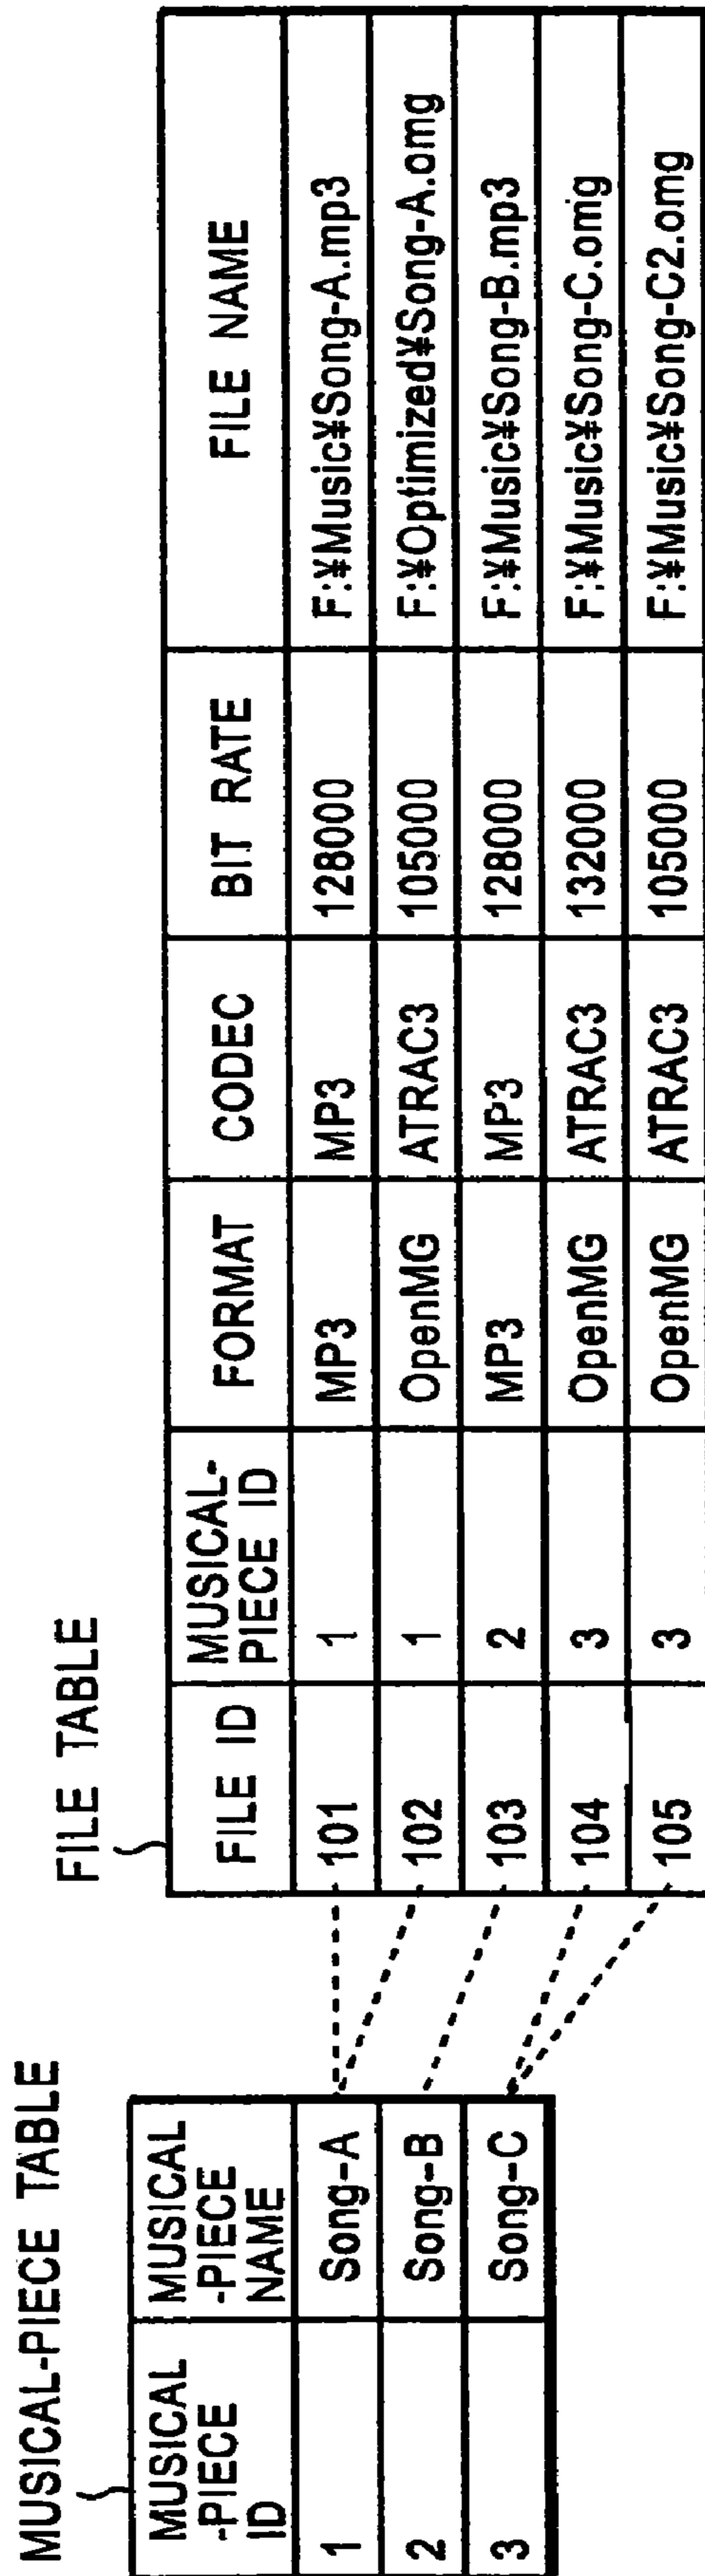 MUSICAL-PIECE TABLE
MUSICAL
-PIECE
ID
MUSICAL
-PIECE
NAME
1 Song-A
2 Song-B
3 Song-C
FILE TABLE
FILE ID
MUSICAL-
PIECE ID
FORMAT
CODEC
BIT RATE
FILE NAME
101 1 MP3 MP3 128000 F:¥Music¥Song-A.mp3
102 1 OpenMG ATRAC3 105000 F:¥Optimized¥Song-A.omg
103 2 MP3 MP3 128000 F:¥Music¥Song-B.mp3
104 3 OpenMG ATRAC3 132000 F:¥Music¥Song-C.omg
105 3 OpenMG ATRAC3 105000 F:¥Music¥Song-C2.omg